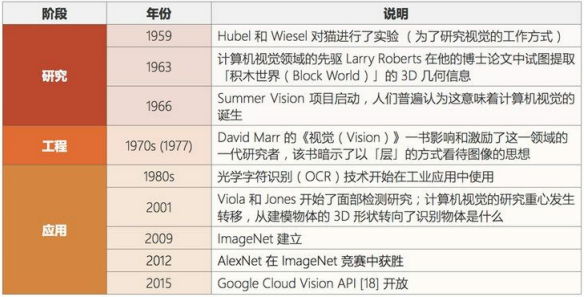 阶段 年份 说明
研究
1959 Hubel 和 Wiesel 对猫进行了实验（为了研究视觉的工作方式）
1963 计算机视觉领域的先驱 Larry Roberts 在他的博士论文中试图提取
「积木世界（Block World）」的 3D 几何信息
1966 Summer Vision 项目启动，人们普遍认为这意味着计算机视觉的
诞生
工程
1970s (1977) David Marr 的《视觉（Vision）》一书影响和激励了这一领域的
一代研究者，该书暗示了以「层」的方式看待图像的思想
应用
1980s 光学字符识别（OCR）技术开始在工业应用中使用
2001 Viola 和 Jones 开始了面部检测研究；计算机视觉的研究重心发生
转移，从建模物体的 3D 形状转向了识别物体是什么
2009 ImageNet 建立
2012 AlexNet 在 ImageNet 竞赛中获胜
2015 Google Cloud Vision API [18] 开放